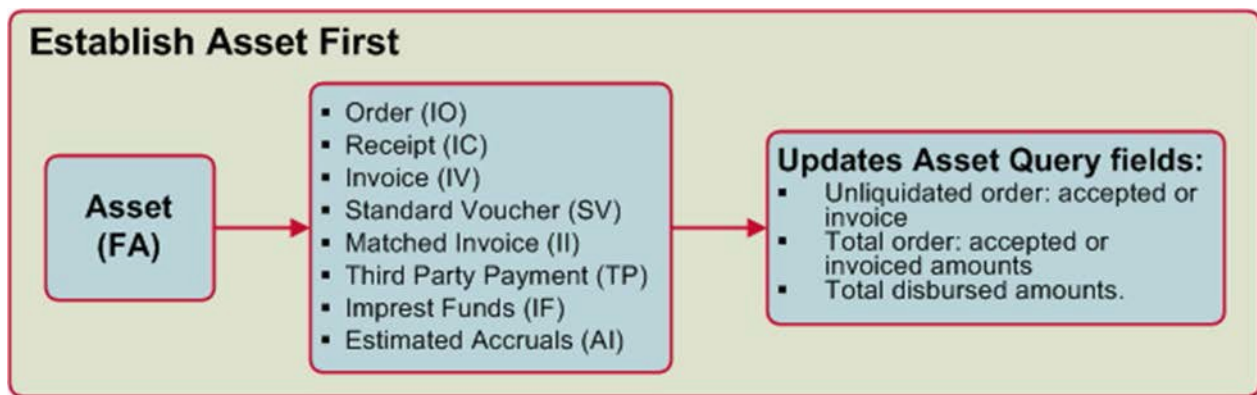 Establish Asset First
Asset
(FA)
▪ Order (IO)
▪ Receipt (IC)
▪ Invoice (IV)
▪ Standard Voucher (SV)
▪ Matched Invoice (II)
▪ Third Party Payment (TP)
▪ Imprest Funds (IF)
▪ Estimated Accruals (AI)
Updates Asset Query fields:
▪ Unliquidated order: accepted or
invoice
▪ Total order: accepted or
invoiced amounts
▪ Total disbursed amounts.